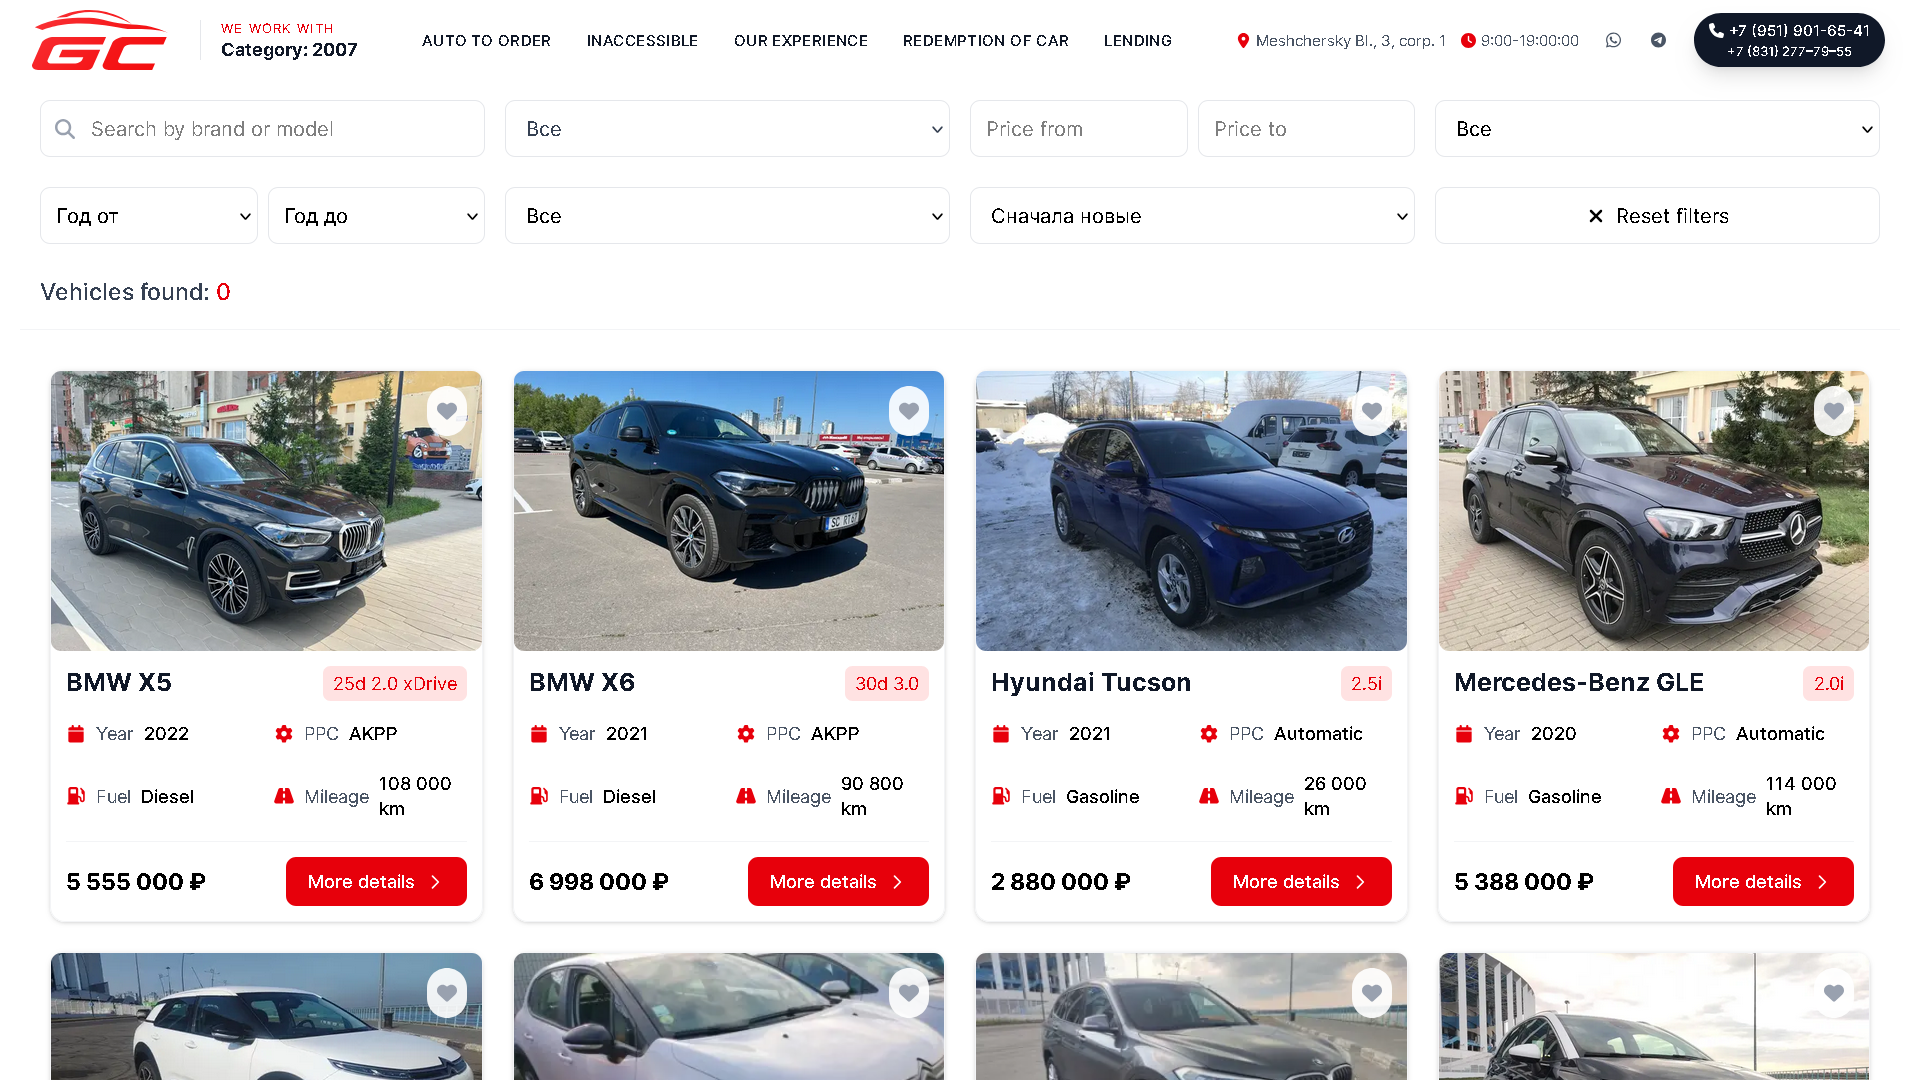 GC
WE WORK WITH
Category: 2007
AUTO TO ORDER
INACCESSIBLE
OUR EXPERIENCE
REDEMPTION OF CAR
LENDING
Meshchersky Bl., 3, corp. 1
9:00-19:00:00
+7 (951) 901-65-41
+7 (831) 277–79–55
Search by brand or model
Все
Price from
Price to
Все
Год от
Год до
Все
Сначала новые
Reset filters
Vehicles found: 0
BMW X5
25d 2.0 xDrive
Year 2022
PPC АКРР
Fuel Diesel
Mileage 108 000 km
5 555 000 ₽
More details
BMW X6
30d 3.0
Year 2021
PPC АКРР
Fuel Diesel
Mileage 90 800 km
6 998 000 ₽
More details
Hyundai Tucson
2.5i
Year 2021
PPC Automatic
Fuel Gasoline
Mileage 26 000 km
2 880 000 ₽
More details
Mercedes-Benz GLE
2.0i
Year 2020
PPC Automatic
Fuel Gasoline
Mileage 114 000 km
5 388 000 ₽
More details